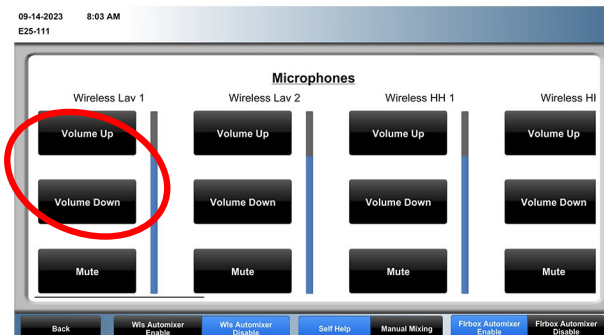 09-14-2023 8:03 AM
E25-111
Microphones
Wireless Lav 1 Wireless Lav 2 Wireless HH 1 Wireless HH
Volume Up Volume Up Volume Up Volume Up
Volume Down Volume Down Volume Down Volume Down
Mute Mute Mute Mute
Back Wls Automixer Enable Wls Automixer Disable Self Help Manual Mixing Flrbox Automixer Enable Flrbox Automixer Disable